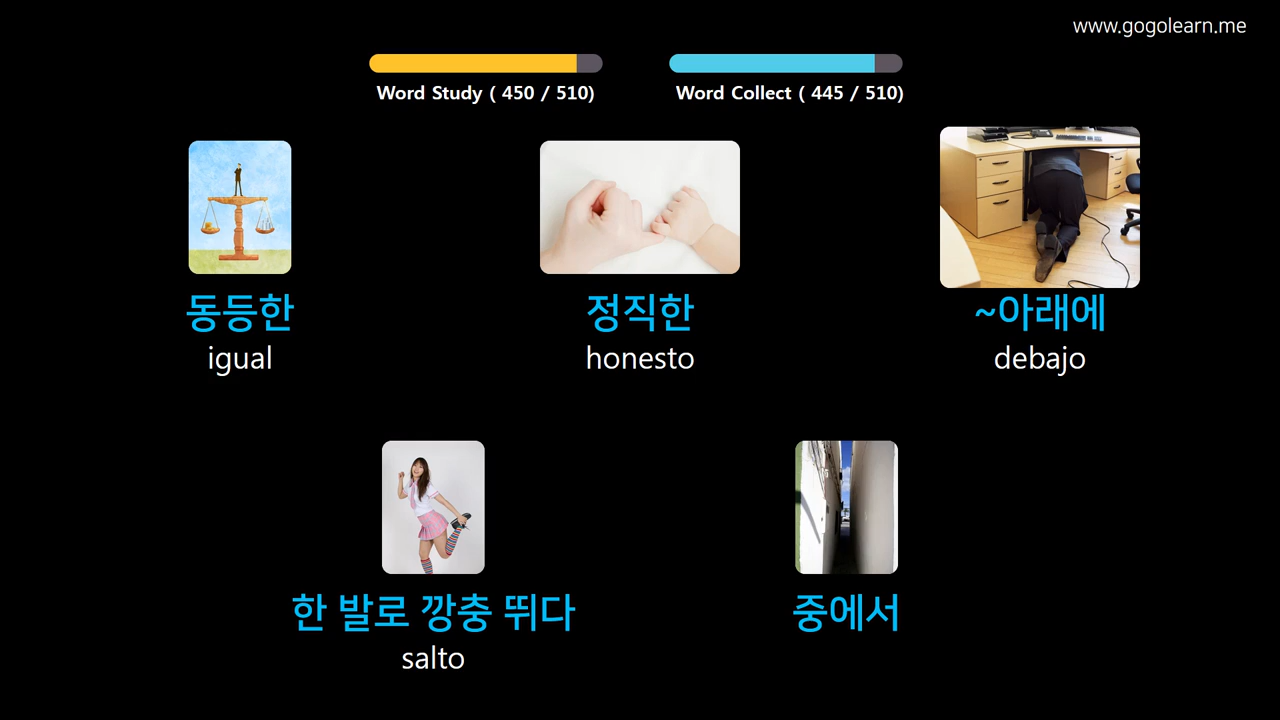 www.gogolearn.me
Word Study ( 450 / 510)
Word Collect ( 445 / 510)
동등한
igual
정직한
honesto
~아래에
debajo
한 발로 깡충 뛰다
salto
중에서